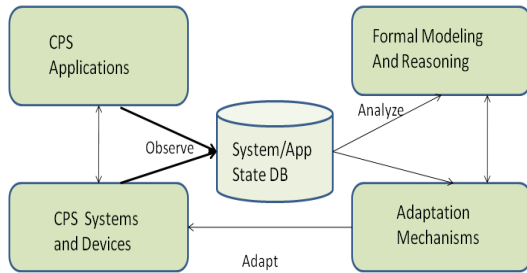 CPS
Applications
Formal Modeling
And Reasoning
Analyze
Observe
System/App
State DB
CPS Systems
and Devices
Adaptation
Mechanisms
Adapt